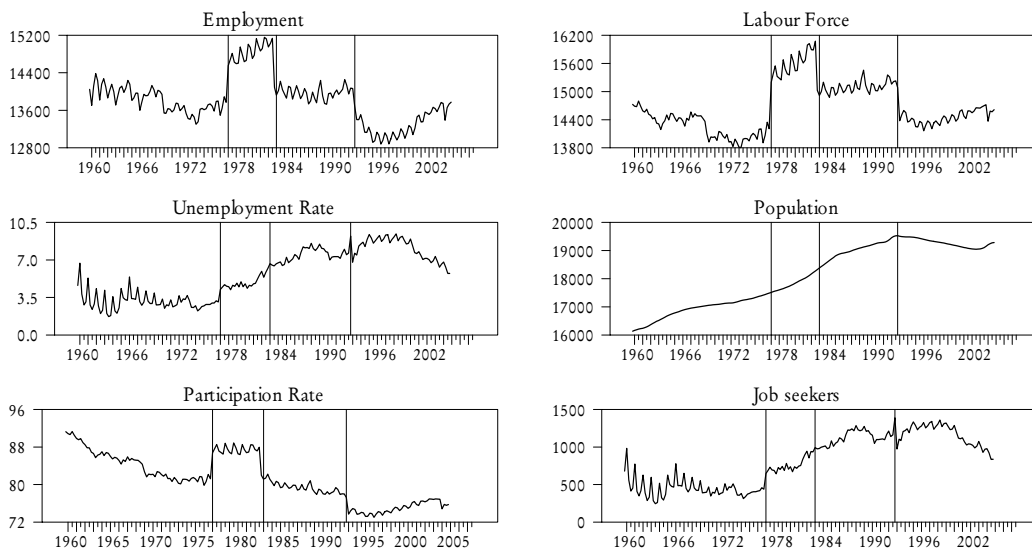 Employment
15200
14400
13600
12800
1960 1966 1972 1978 1984 1990 1996 2002
Labour Force
16200
15600
15000
14400
13800
1960 1966 1972 1978 1984 1990 1996 2002
Unemployment Rate
10.5
7.0
3.5
0.0
1960 1966 1972 1978 1984 1990 1996 2002
Population
20000
19000
18000
17000
16000
1960 1966 1972 1978 1984 1990 1996 2002
Participation Rate
96
88
80
72
1960 1965 1970 1975 1980 1985 1990 1995 2000 2005
Job seekers
1500
1000
500
0
1960 1966 1972 1978 1984 1990 1996 2002